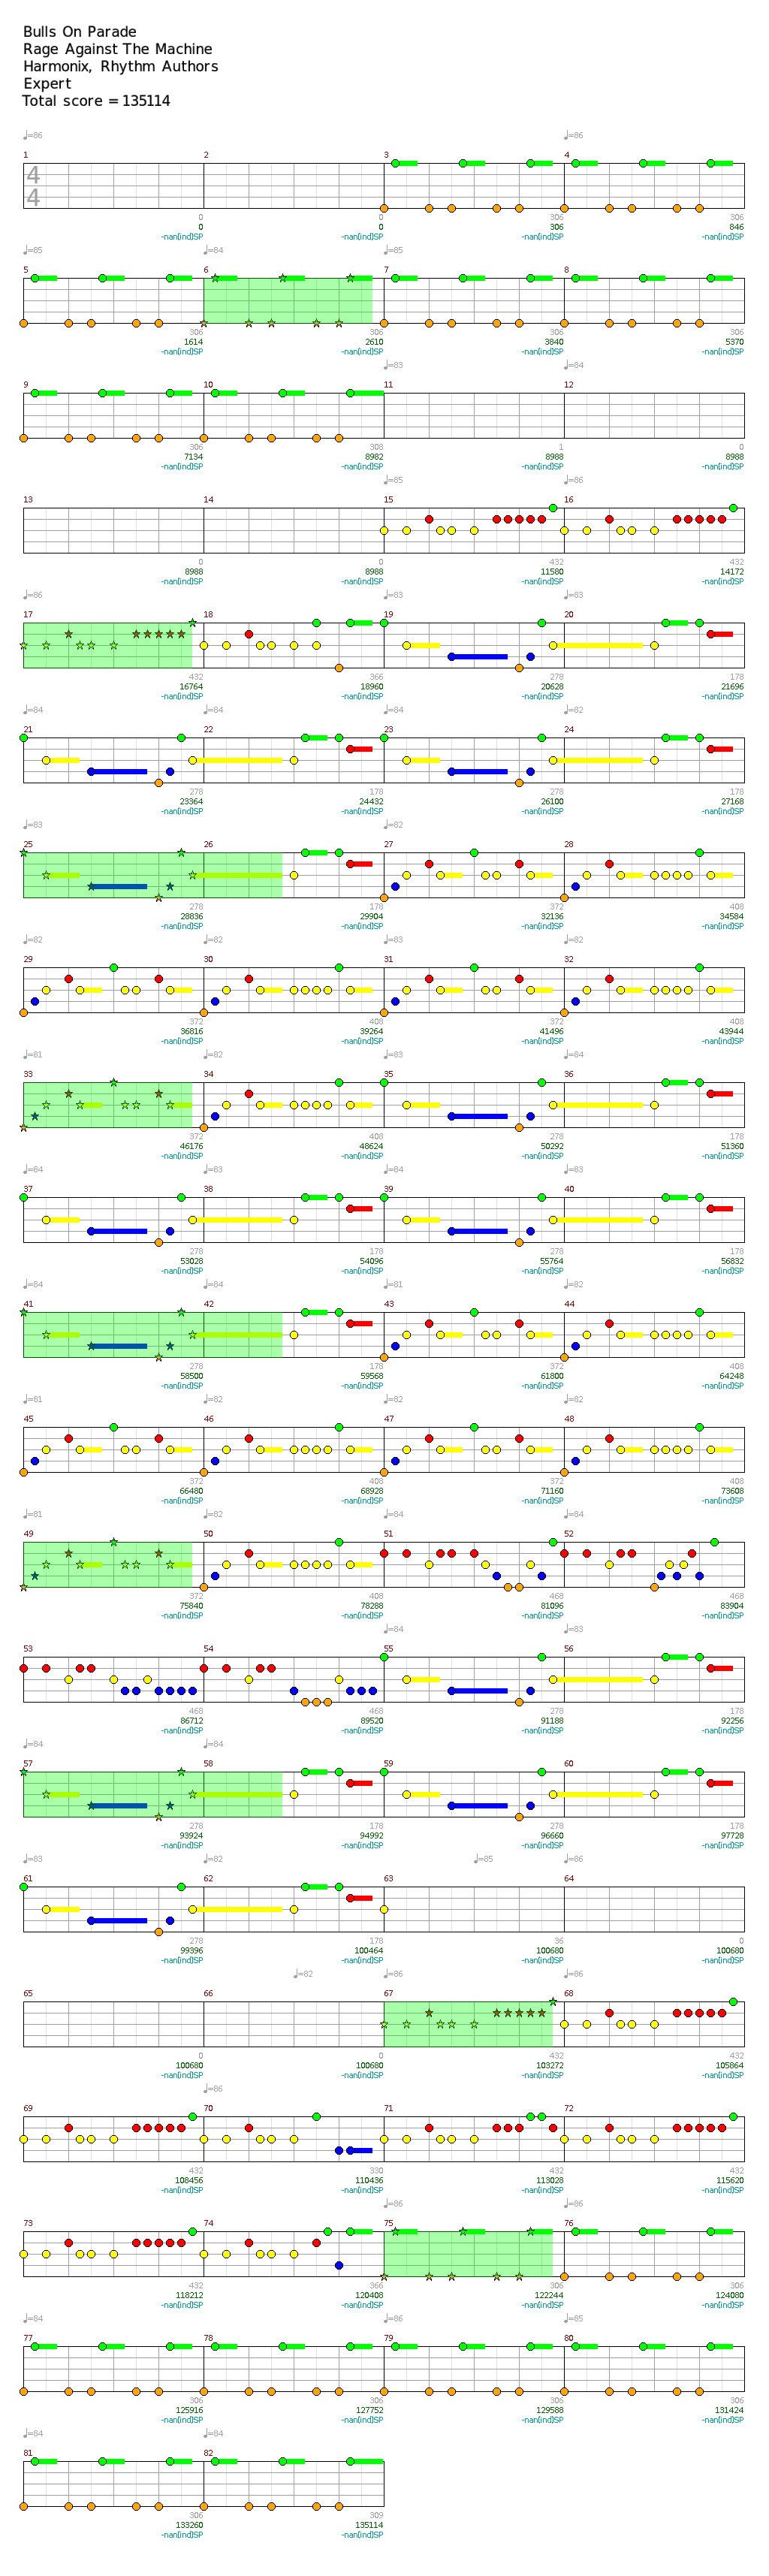 Bulls On Parade
Rage Against The Machine
Harmonix, Rhythm Authors
Expert
Total score = 135114
♩=86 ♩=86
1 2 3 4
4
4
0 0 306 306
0 0 306 846
-nan(ind)SP -nan(ind)SP -nan(ind)SP -nan(ind)SP
♩=85 ♩=84 ♩=85
5 6 7 8
306 306 306 306
1614 2610 3840 5370
-nan(ind)SP -nan(ind)SP -nan(ind)SP -nan(ind)SP
♩=83 ♩=84
9 10 11 12
306 308 1 0
7134 8982 8988 8988
-nan(ind)SP -nan(ind)SP -nan(ind)SP -nan(ind)SP
♩=85 ♩=86
13 14 15 16
0 0 432 432
8988 8988 11580 14172
-nan(ind)SP -nan(ind)SP -nan(ind)SP -nan(ind)SP
♩=86 ♩=83 ♩=83
17 18 19 20
432 366 278 178
16764 18960 20628 21696
-nan(ind)SP -nan(ind)SP -nan(ind)SP -nan(ind)SP
♩=84 ♩=84 ♩=84 ♩=82
21 22 23 24
278 178 278 178
23364 24432 26100 27168
-nan(ind)SP -nan(ind)SP -nan(ind)SP -nan(ind)SP
♩=83 ♩=82
25 26 27 28
278 178 372 408
28836 29904 32136 34584
-nan(ind)SP -nan(ind)SP -nan(ind)SP -nan(ind)SP
♩=82 ♩=82 ♩=83 ♩=82
29 30 31 32
372 408 372 408
36816 39264 41496 43944
-nan(ind)SP -nan(ind)SP -nan(ind)SP -nan(ind)SP
♩=81 ♩=82 ♩=83 ♩=84
33 34 35 36
372 408 278 178
46176 48624 50292 51360
-nan(ind)SP -nan(ind)SP -nan(ind)SP -nan(ind)SP
♩=84 ♩=83 ♩=84 ♩=83
37 38 39 40
278 178 278 178
53028 54096 55764 56832
-nan(ind)SP -nan(ind)SP -nan(ind)SP -nan(ind)SP
♩=84 ♩=84 ♩=81 ♩=82
41 42 43 44
278 178 372 408
58500 59568 61800 64248
-nan(ind)SP -nan(ind)SP -nan(ind)SP -nan(ind)SP
♩=81 ♩=82 ♩=82 ♩=82
45 46 47 48
372 408 372 408
66480 68928 71160 73608
-nan(ind)SP -nan(ind)SP -nan(ind)SP -nan(ind)SP
♩=81 ♩=82 ♩=84 ♩=84
49 50 51 52
372 408 468 468
75840 78288 81096 83904
-nan(ind)SP -nan(ind)SP -nan(ind)SP -nan(ind)SP
♩=84 ♩=83
53 54 55 56
468 468 278 178
86712 89520 91188 92256
-nan(ind)SP -nan(ind)SP -nan(ind)SP -nan(ind)SP
♩=84 ♩=84
57 58 59 60
278 178 278 178
93924 94992 96660 97728
-nan(ind)SP -nan(ind)SP -nan(ind)SP -nan(ind)SP
♩=83 ♩=82 ♩=85 ♩=86
61 62 63 64
278 178 36 0
99396 100464 100680 100680
-nan(ind)SP -nan(ind)SP -nan(ind)SP -nan(ind)SP
♩=82 ♩=86 ♩=86
65 66 67 68
0 0 432 432
100680 100680 103272 105864
-nan(ind)SP -nan(ind)SP -nan(ind)SP -nan(ind)SP
♩=86
69 70 71 72
432 330 432 432
108456 110436 113028 115620
-nan(ind)SP -nan(ind)SP -nan(ind)SP -nan(ind)SP
♩=86 ♩=86
73 74 75 76
432 366 306 306
118212 120408 122244 124080
-nan(ind)SP -nan(ind)SP -nan(ind)SP -nan(ind)SP
♩=84 ♩=86 ♩=85
77 78 79 80
306 306 306 306
125916 127752 129588 131424
-nan(ind)SP -nan(ind)SP -nan(ind)SP -nan(ind)SP
♩=84 ♩=84
81 82
306 309
133260 135114
-nan(ind)SP -nan(ind)SP